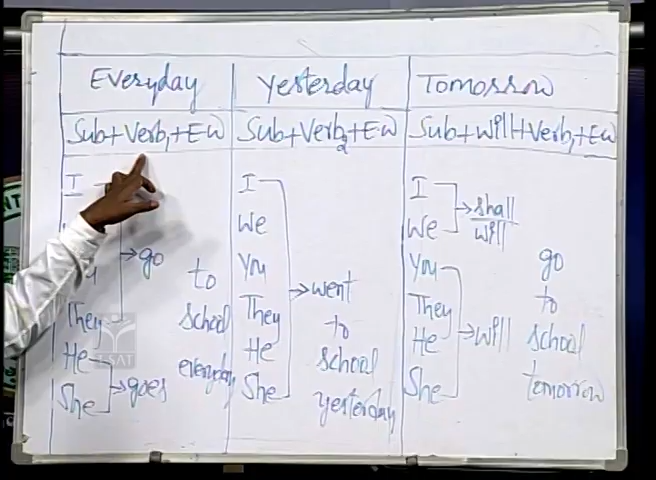 Everyday
Yesterday
Tomorrow
Sub+Verb1+EW
Sub+Verb2+EW
Sub+will+Verb1+EW
I
They
He
She
go
goes
to
school
everyday
I
We
You
They
He
She
went
to
school
yesterday
I
We
You
They
He
She
shall
will
will
go
to
school
tomorrow
T-SAT